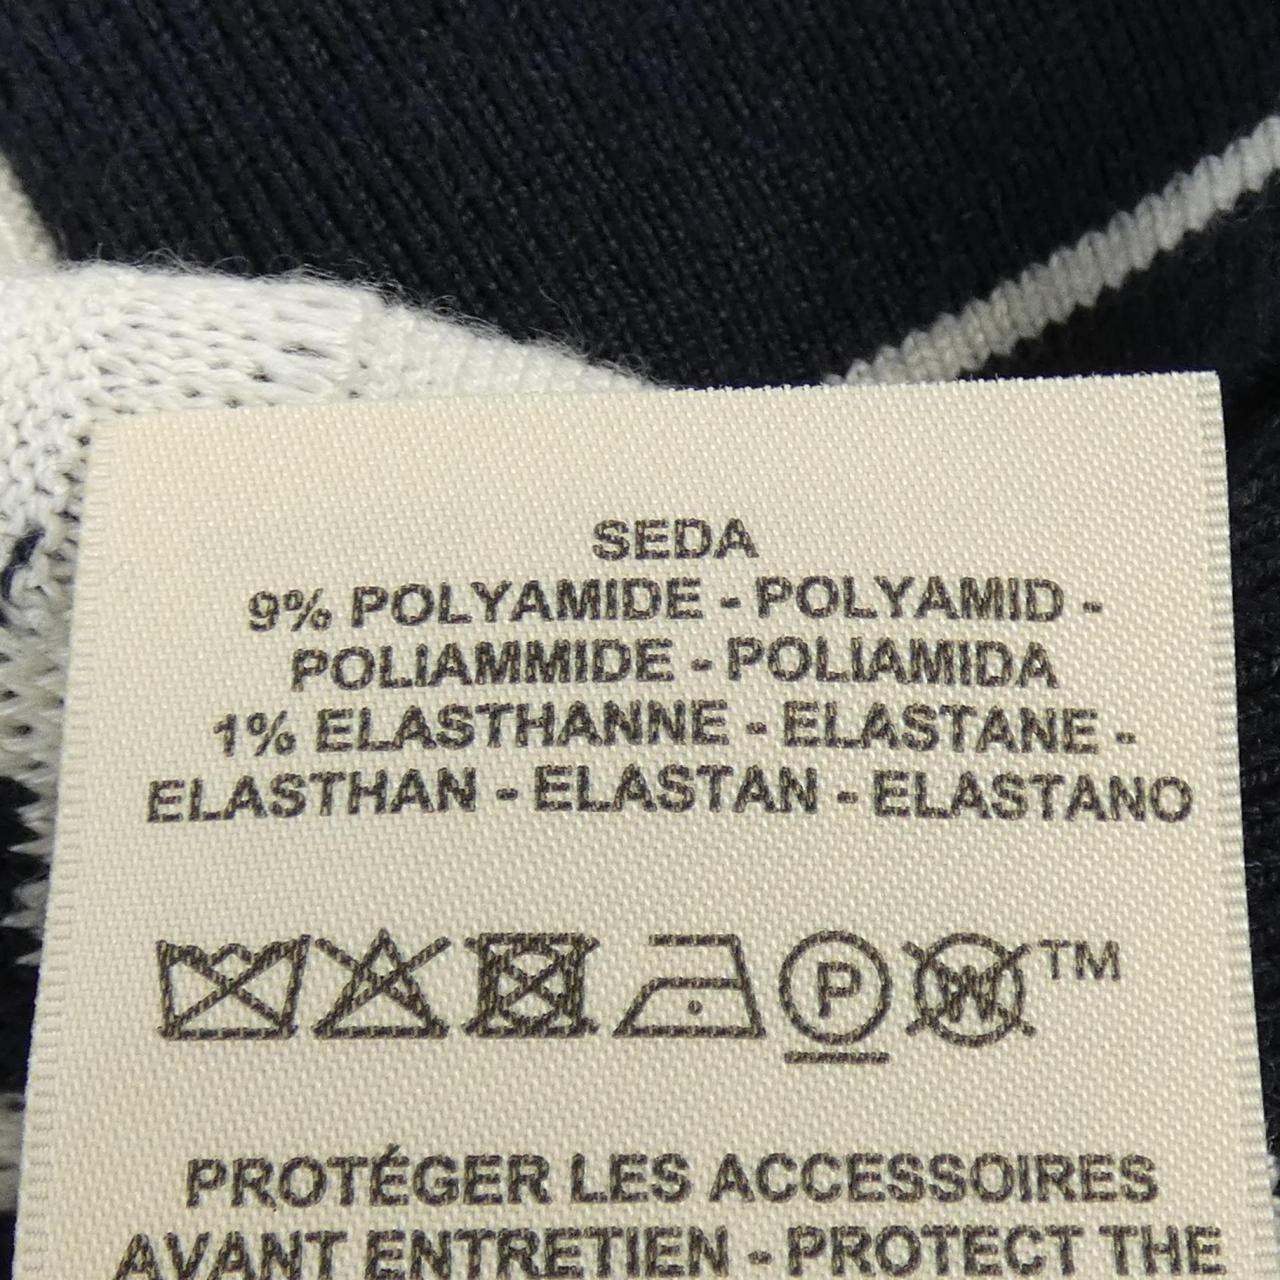 SEDA
9% POLYAMIDE - POLYAMID -
POLIAMMIDE - POLIAMIDA
1% ELASTHANNE - ELASTANE -
ELASTHAN - ELASTAN - ELASTANO
P W TM
PROTÉGER LES ACCESSOIRES
AVANT ENTRETIEN - PROTECT THE